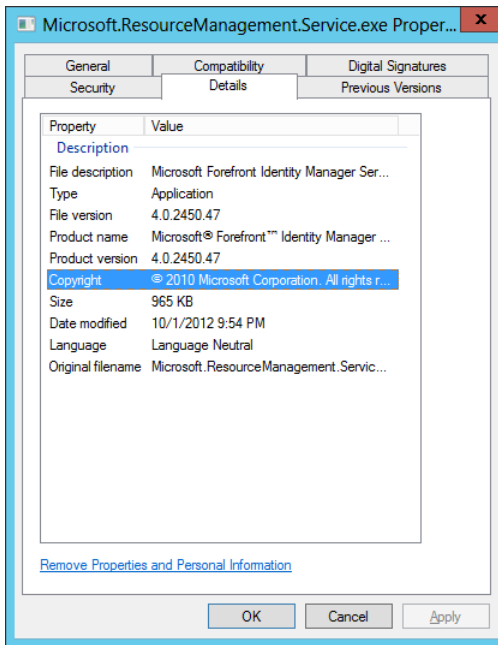 Microsoft.ResourceManagement.Service.exe Proper... x
General Compatibility Digital Signatures
Security Details Previous Versions
Property Value
Description
File description Microsoft Forefront Identity Manager Ser...
Type Application
File version 4.0.2450.47
Product name Microsoft® Forefront™ Identity Manager ...
Product version 4.0.2450.47
Copyright © 2010 Microsoft Corporation. All rights r...
Size 965 KB
Date modified 10/1/2012 9:54 PM
Language Language Neutral
Original filename Microsoft.ResourceManagement.Servic...
Remove Properties and Personal Information
OK Cancel Apply